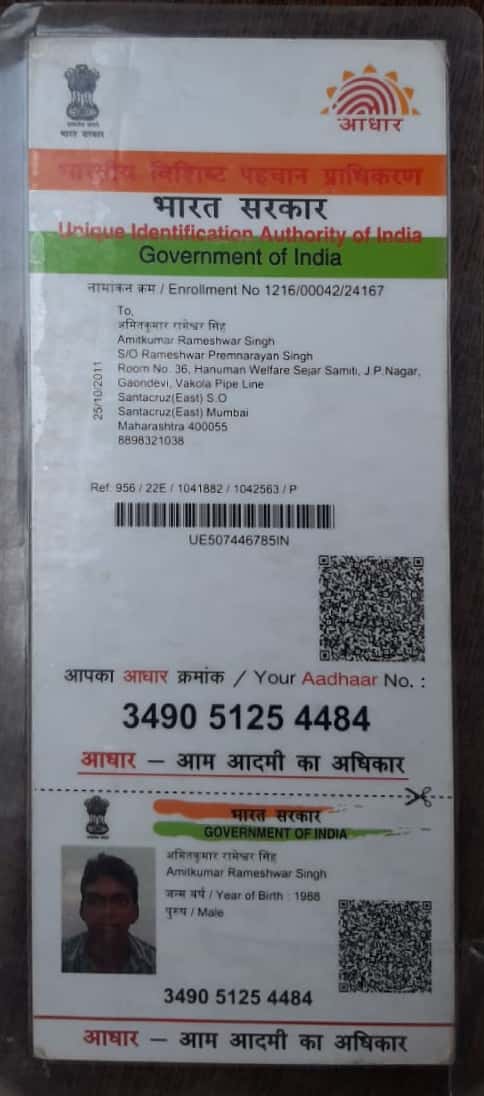 भारत सरकार
आधार
भारतीय विशिष्ट पहचान प्राधिकरण
भारत सरकार
Unique Identification Authority of India
Government of India
नामांकन क्रम / Enrollment No 1216/00042/24167
To,
अमितकुमार रामेश्वर सिंह
Amitkumar Rameshwar Singh
S/O Rameshwar Premnarayan Singh
Room No. 36, Hanuman Welfare Sejar Samiti, J.P.Nagar,
Gaondevi, Vakola Pipe Line
Santacruz(East) S.O
Santacruz(East) Mumbai
Maharashtra 400055
8898321038
25/10/2011
Ref: 956 / 22E / 1041882 / 1042563 / P
UE507446785IN
आपका आधार क्रमांक / Your Aadhaar No. :
3490 5125 4484
आधार — आम आदमी का अधिकार
भारत सरकार
GOVERNMENT OF INDIA
अमितकुमार रामेश्वर सिंह
Amitkumar Rameshwar Singh
जन्म वर्ष / Year of Birth : 1988
पुरुष / Male
3490 5125 4484
आधार — आम आदमी का अधिकार